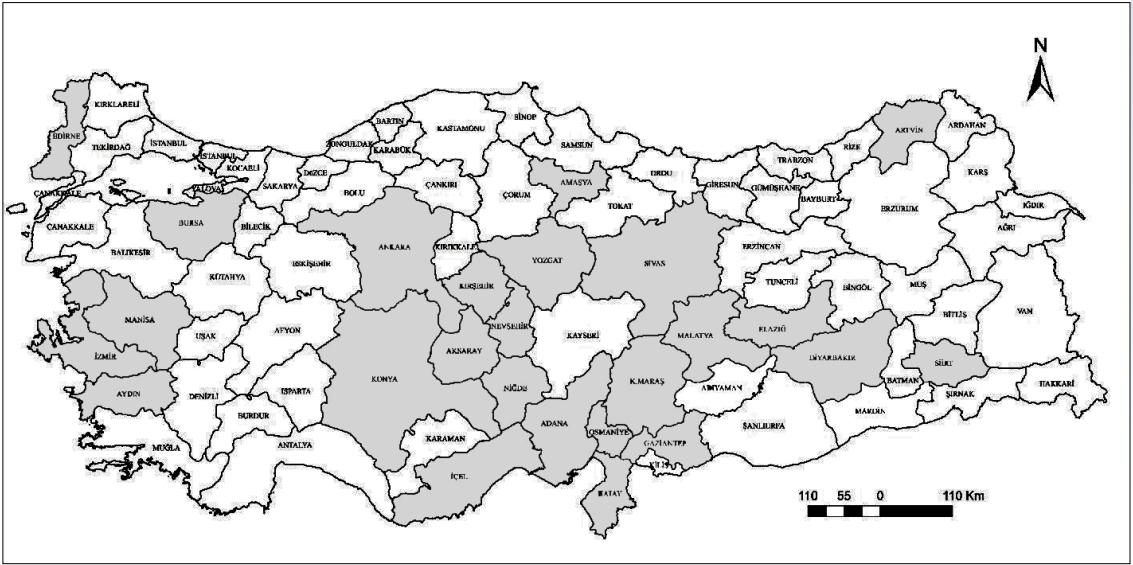 N
KIRKLARELİ
EDİRNE
TEKİRDAĞ
İSTANBUL
İSTANBUL
KOCAELİ
YALOVA
SAKARYA
DÜZCE
ZONGULDAK
BARTIN
KARABÜK
KASTAMONU
SİNOP
SAMSUN
ORDU
GİRESUN
TRABZON
RİZE
ARTVİN
ARDAHAN
ÇANAKKALE
ÇANAKKALE
BURSA
BİLECİK
BOLU
ÇANKIRI
ÇORUM
AMASYA
TOKAT
GÜMÜŞHANE
BAYBURT
ERZURUM
KARŞ
IĞDIR
AĞRI
BALIKEŞİR
KÜTAHYA
ESKİŞEHİR
ANKARA
KIRIKKALE
YOZGAT
SİVAS
ERZİNCAN
TUNÇELİ
BİNGÖL
MUŞ
BİTLİŞ
VAN
MANİSA
UŞAK
AFYON
KIRŞEHİR
NEVŞEHİR
KAYSERİ
MALATYA
ELAZIĞ
DİYARBAKIR
SİİRT
BATMAN
İZMİR
AYDIN
DENİZLİ
ISPARTA
BURDUR
KONYA
AKSARAY
NİĞDE
K.MARAŞ
ADIYAMAN
MARDİN
ŞIRNAK
HAKKARİ
MUĞLA
ANTALYA
KARAMAN
İÇEL
ADANA
OSMANİYE
GAZİANTEP
KİLİS
ŞANLIURFA
HATAY
110 55 0 110 Km